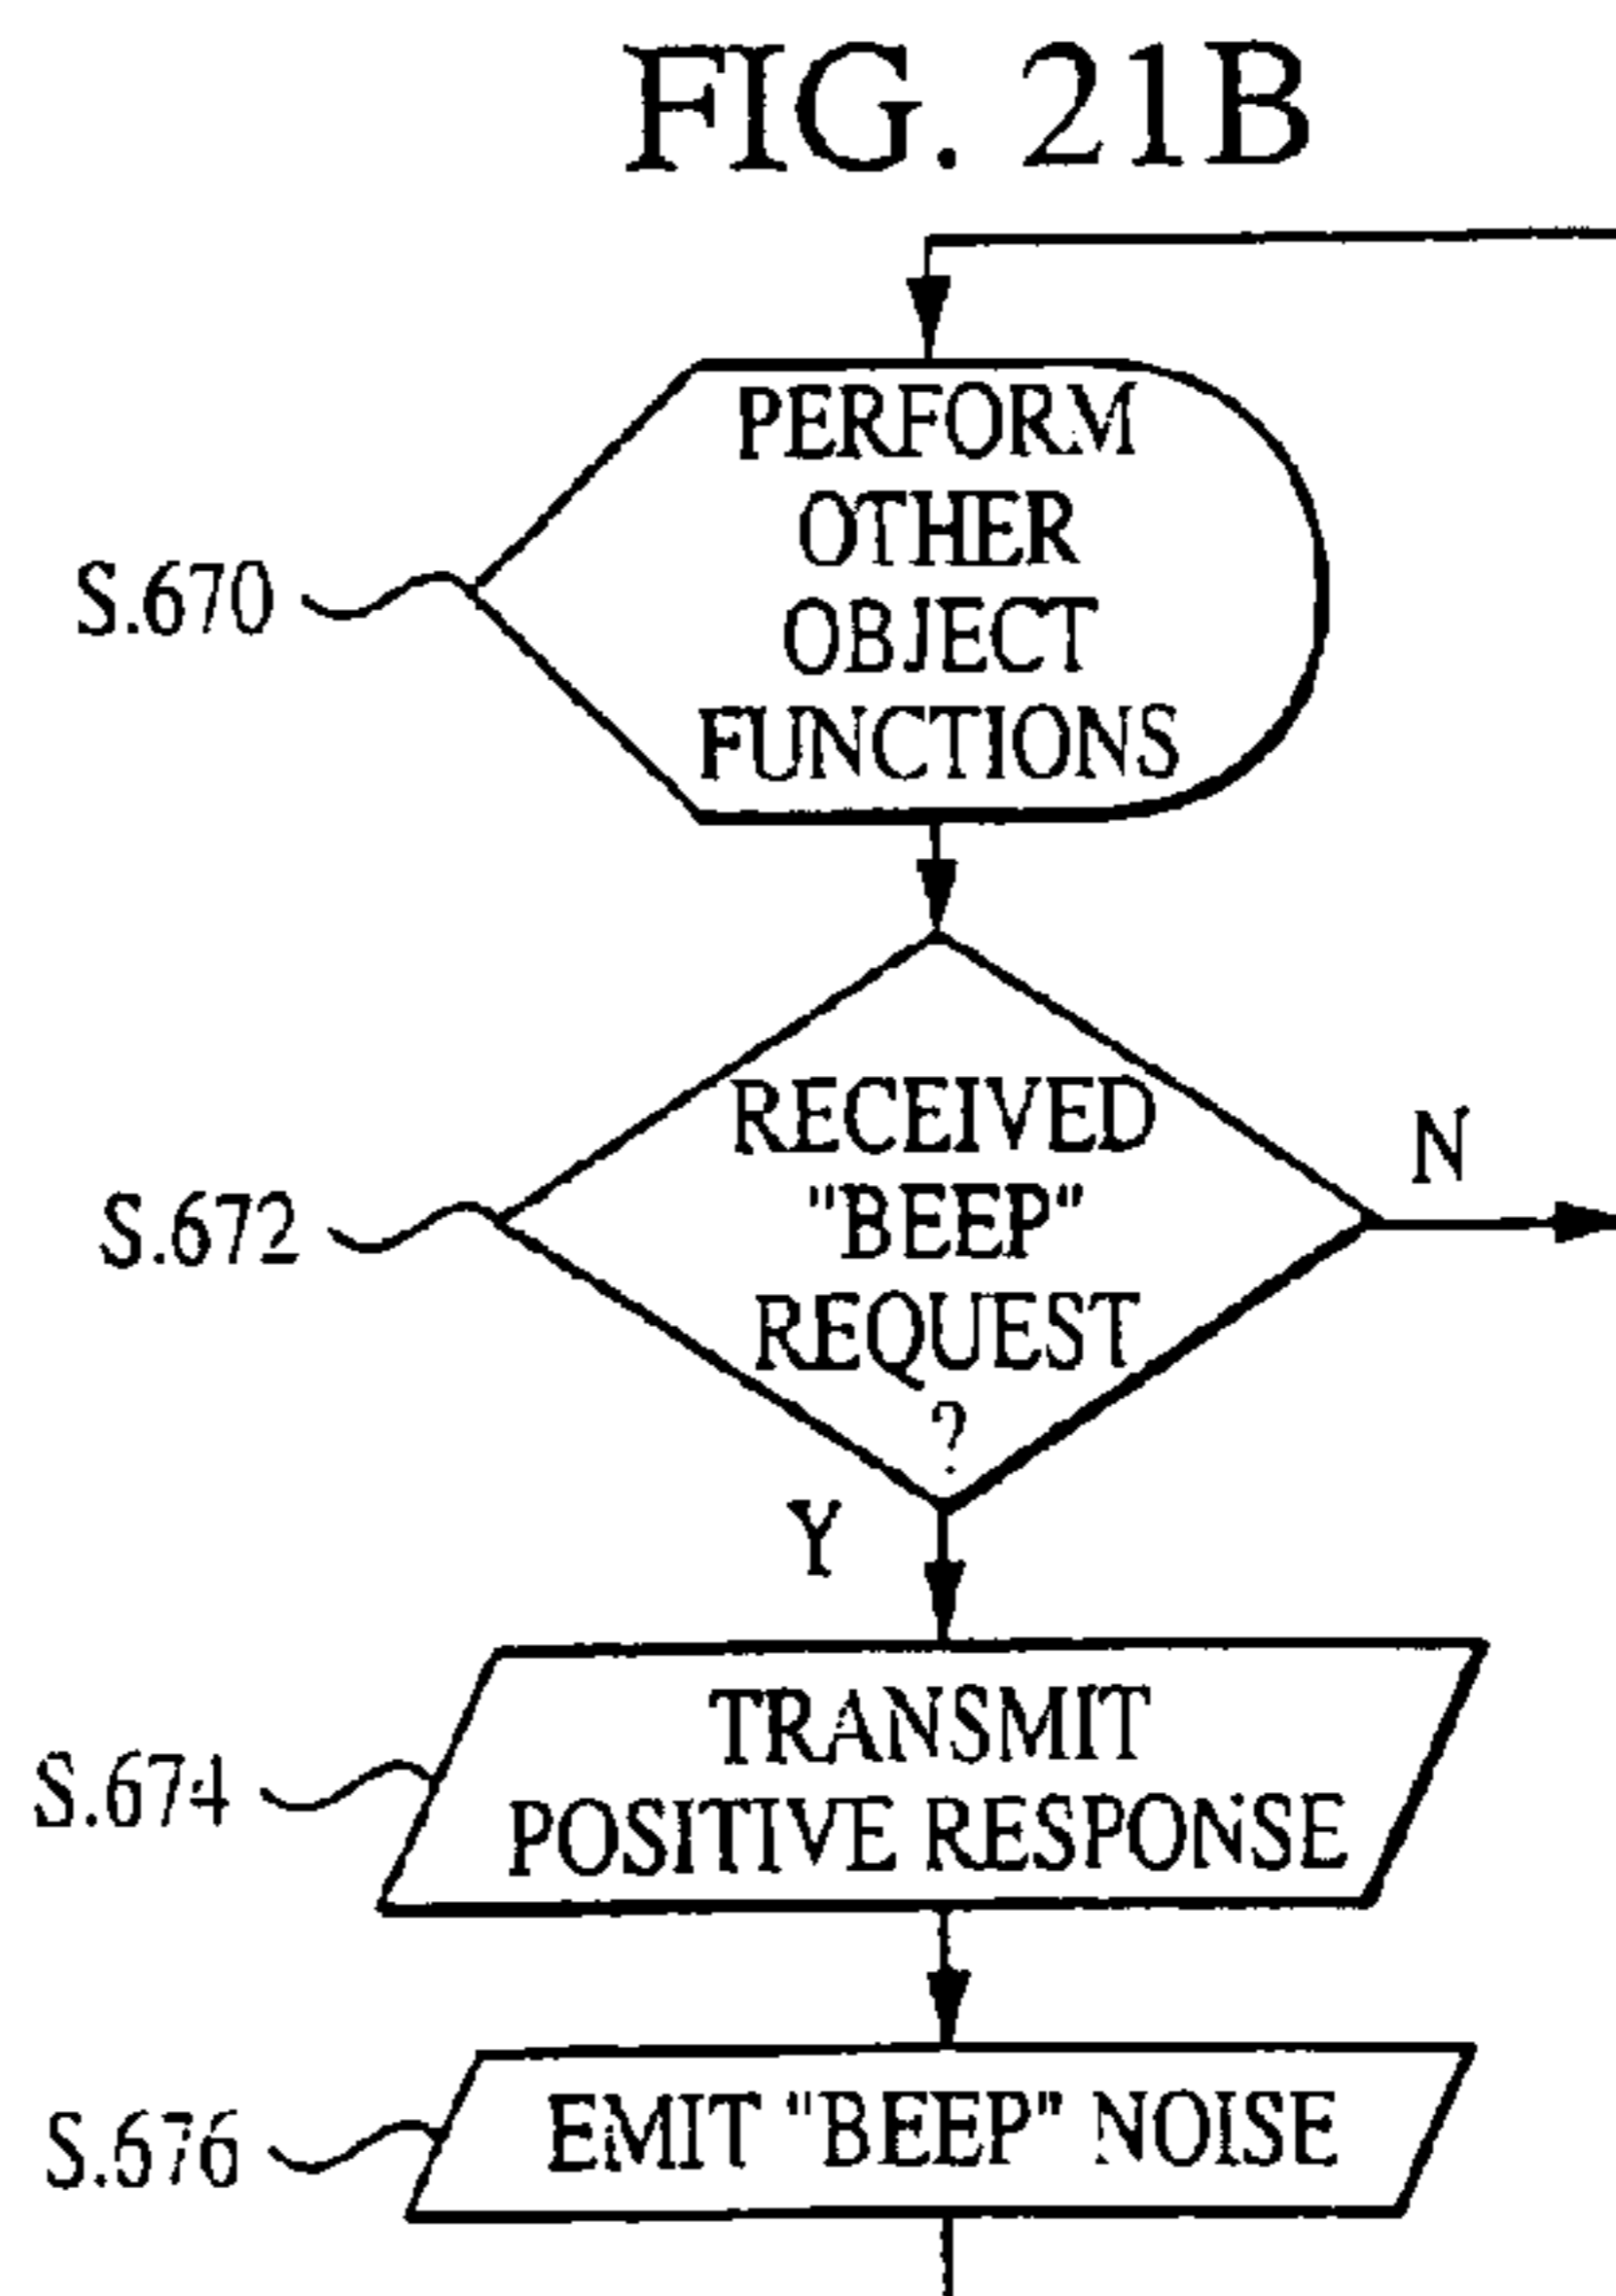 FIG. 21B
PERFORM
OTHER
OBJECT
FUNCTIONS
S.670
RECEIVED
"BEEP"
REQUEST
?
S.672
N
Y
TRANSMIT
POSITIVE RESPONSE
S.674
EMIT "BEEP" NOISE
S.676